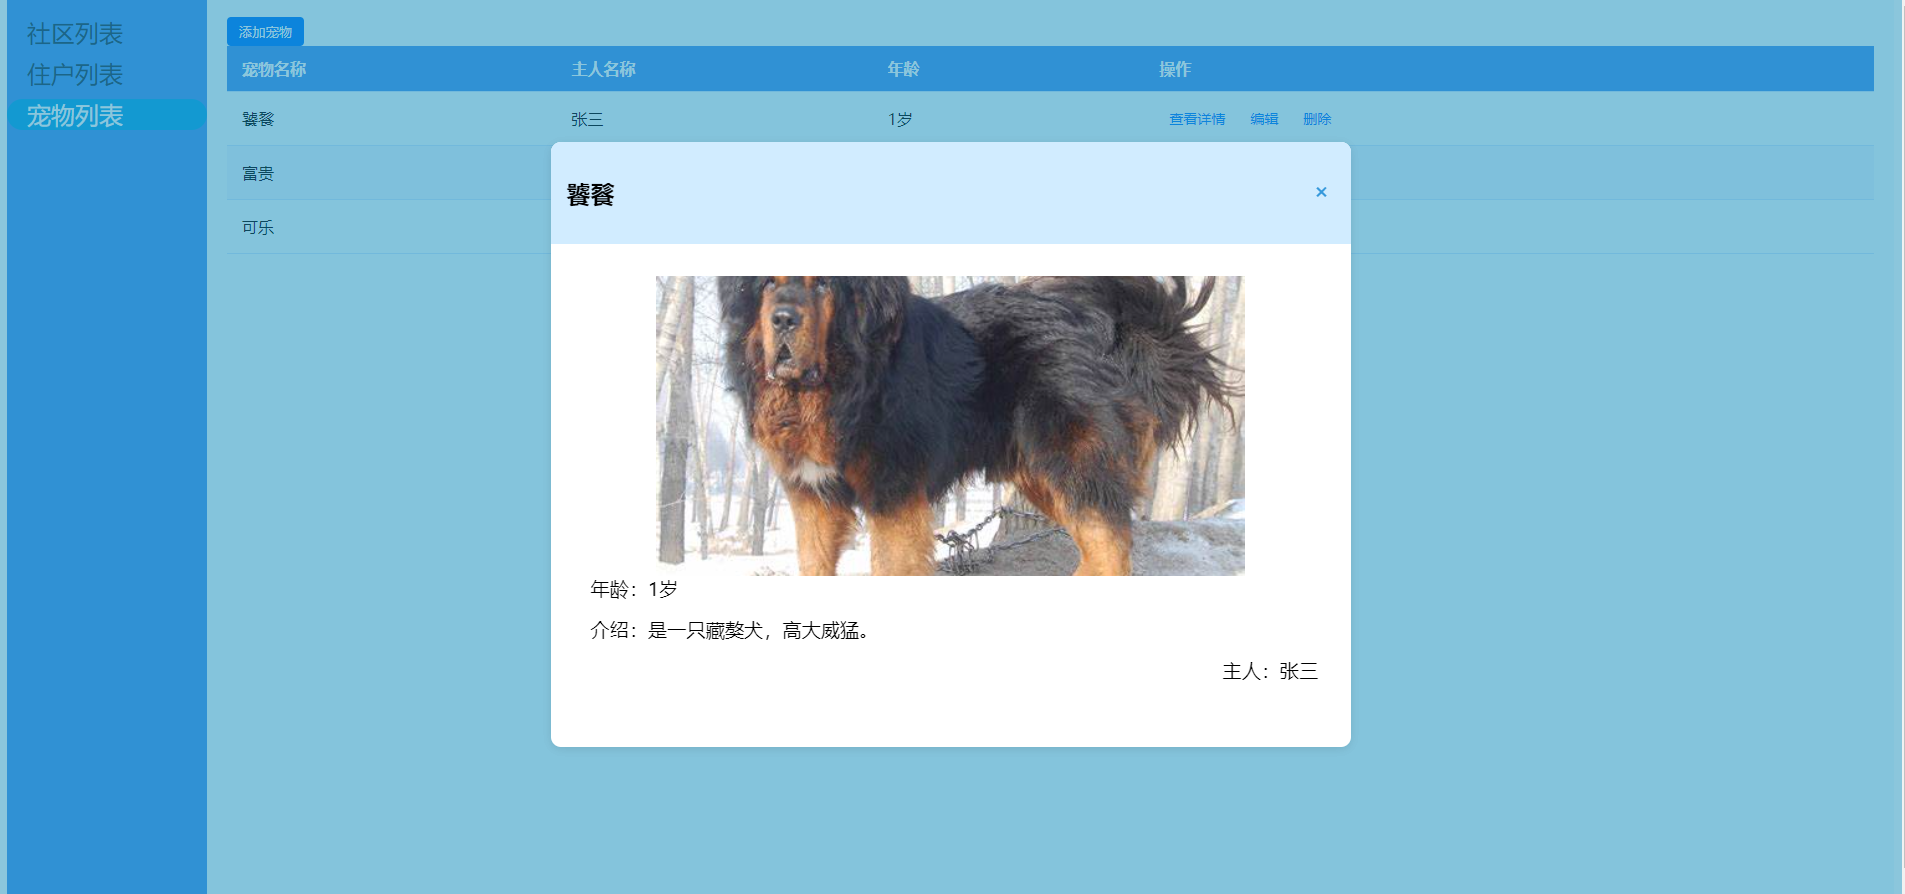 社区列表
住户列表
宠物列表
添加宠物
宠物名称 主人名称 年龄 操作
饕餮 张三 1岁 查看详情 编辑 删除
富贵
可乐
饕餮 ×
年龄：1岁
介绍：是一只藏獒犬，高大威猛。
主人：张三